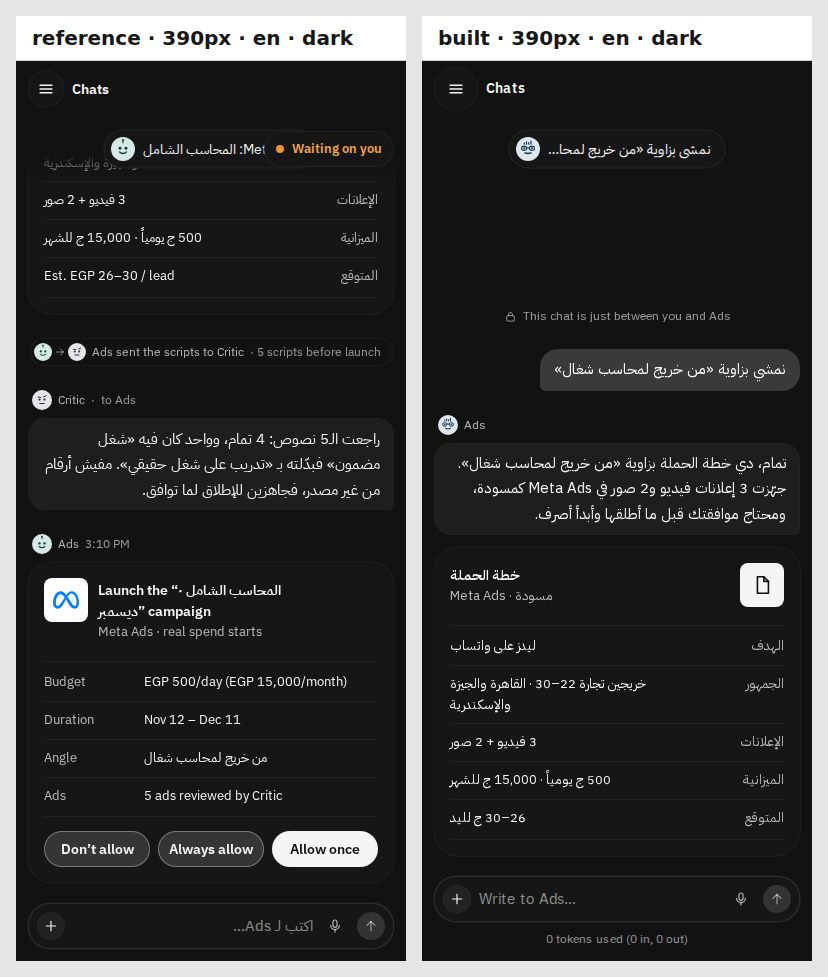 reference · 390px · en · dark
Chats
المحاسب الشامل :Met
Waiting on you
والإسكندرية
الإعلانات
3 فيديو + 2 صور
الميزانية
500 ج يومياً · 15,000 ج للشهر
المتوقع
Est. EGP 26–30 / lead
Ads sent the scripts to Critic · 5 scripts before launch
Critic · to Ads
راجعت الـ5 نصوص: 4 تمام، وواحد كان فيه «شغل
مضمون» فبدّلته بـ «تدريب على شغل حقيقي». مفيش أرقام
من غير مصدر، فجاهزين للإطلاق لما توافق.
Ads 3:10 PM
Launch the “المحاسب الشامل ·
ديسمبر” campaign
Meta Ads · real spend starts
Budget EGP 500/day (EGP 15,000/month)
Duration Nov 12 – Dec 11
Angle من خريج لمحاسب شغال
Ads 5 ads reviewed by Critic
Don’t allow
Always allow
Allow once
اكتب لـ Ads...
built · 390px · en · dark
Chats
نمشي بزاوية «من خريج لمحا...
This chat is just between you and Ads
نمشي بزاوية «من خريج لمحاسب شغال»
Ads
تمام، دي خطة الحملة بزاوية «من خريج لمحاسب شغال».
جهّزت 3 إعلانات فيديو و2 صور في Meta Ads كمسودة،
ومحتاج موافقتك قبل ما أطلقها وأبدأ أصرف.
خطة الحملة
Meta Ads · مسودة
الهدف
ليدز على واتساب
الجمهور
خريجين تجارة 22–30 · القاهرة والجيزة
والإسكندرية
الإعلانات
3 فيديو + 2 صور
الميزانية
500 ج يومياً · 15,000 ج للشهر
المتوقع
26–30 ج لليد
Write to Ads...
0 tokens used (0 in, 0 out)